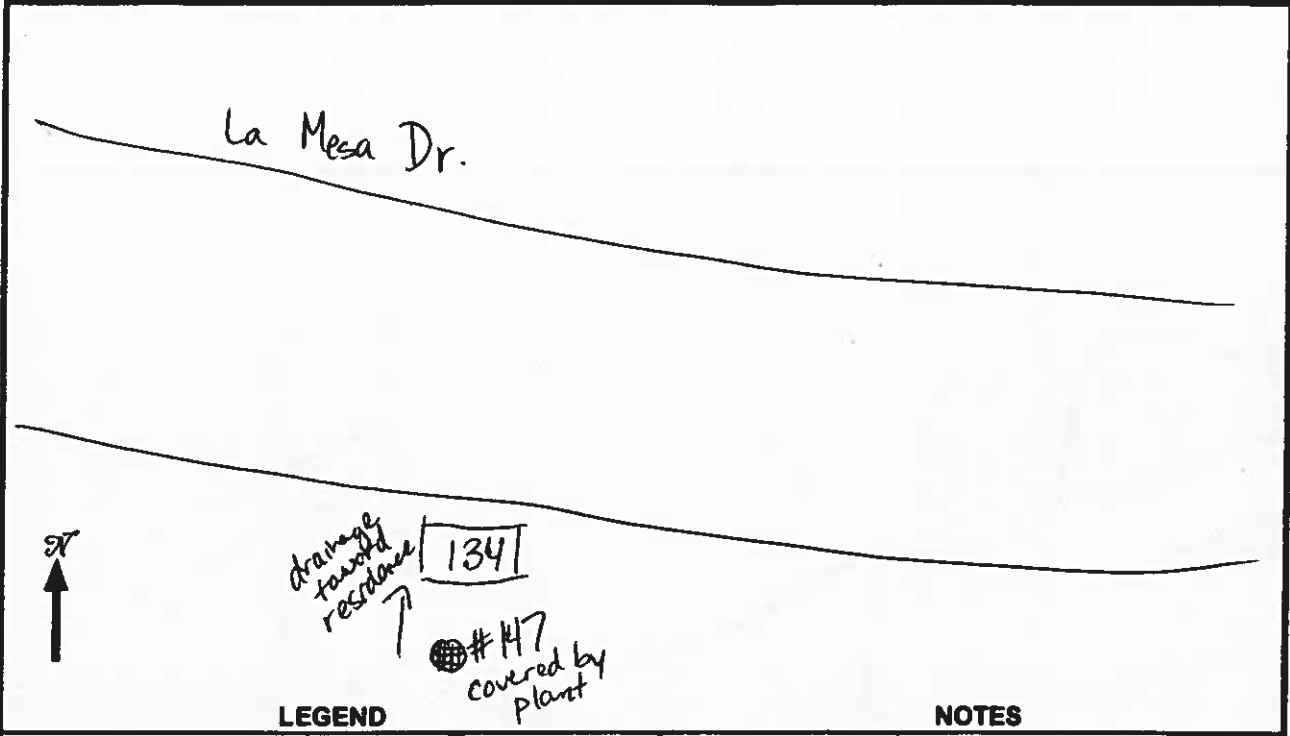 La Mesa Dr.
N
drainage
toward
residence
134
#147
covered by
plant
LEGEND
NOTES